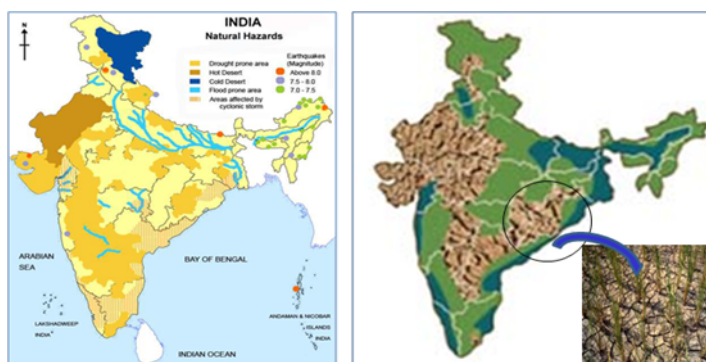 INDIA
Natural Hazards
N
Drought prone area
Hot Desert
Cold Desert
Flood prone area
Areas affected by
cyclonic storm
Earthquakes
(Magnitude)
Above 8.0
7.5 - 8.0
7.0 - 7.5
ARABIAN
SEA
BAY OF BENGAL
LAKSHADWEEP
INDIA
ANDAMAN & NICOBAR
ISLANDS
INDIA
INDIAN OCEAN